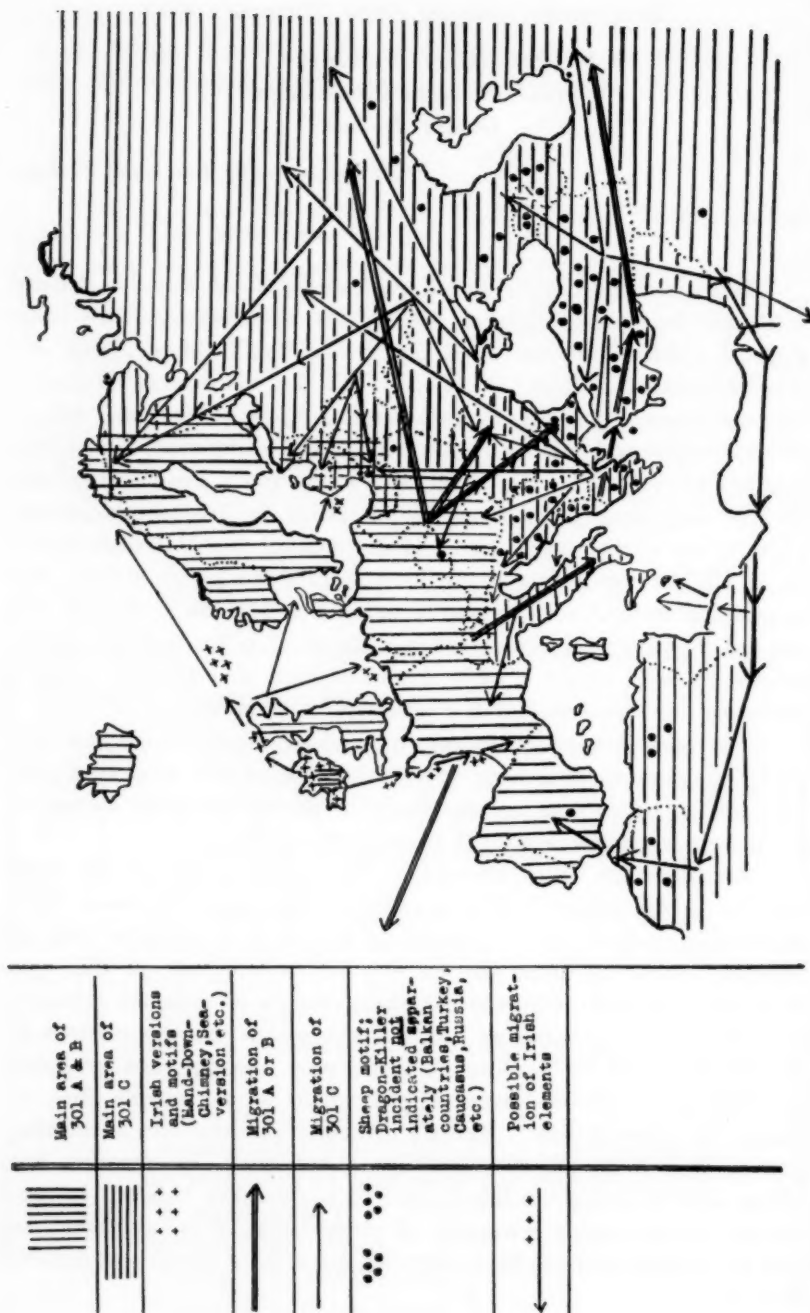 Main area of
301 A & B
Main area of
301 C
Irish versions
and motifs
(Hand-Down-
Chimney, Sea-
version etc.)
Migration of
301 A or B
Migration of
301 C
Sheep motif;
Dragon-Killer
incident not
indicated separ-
ately (Balkan
countries, Turkey,
Caucasus, Russia,
etc.)
Possible migrat-
ion of Irish
elements